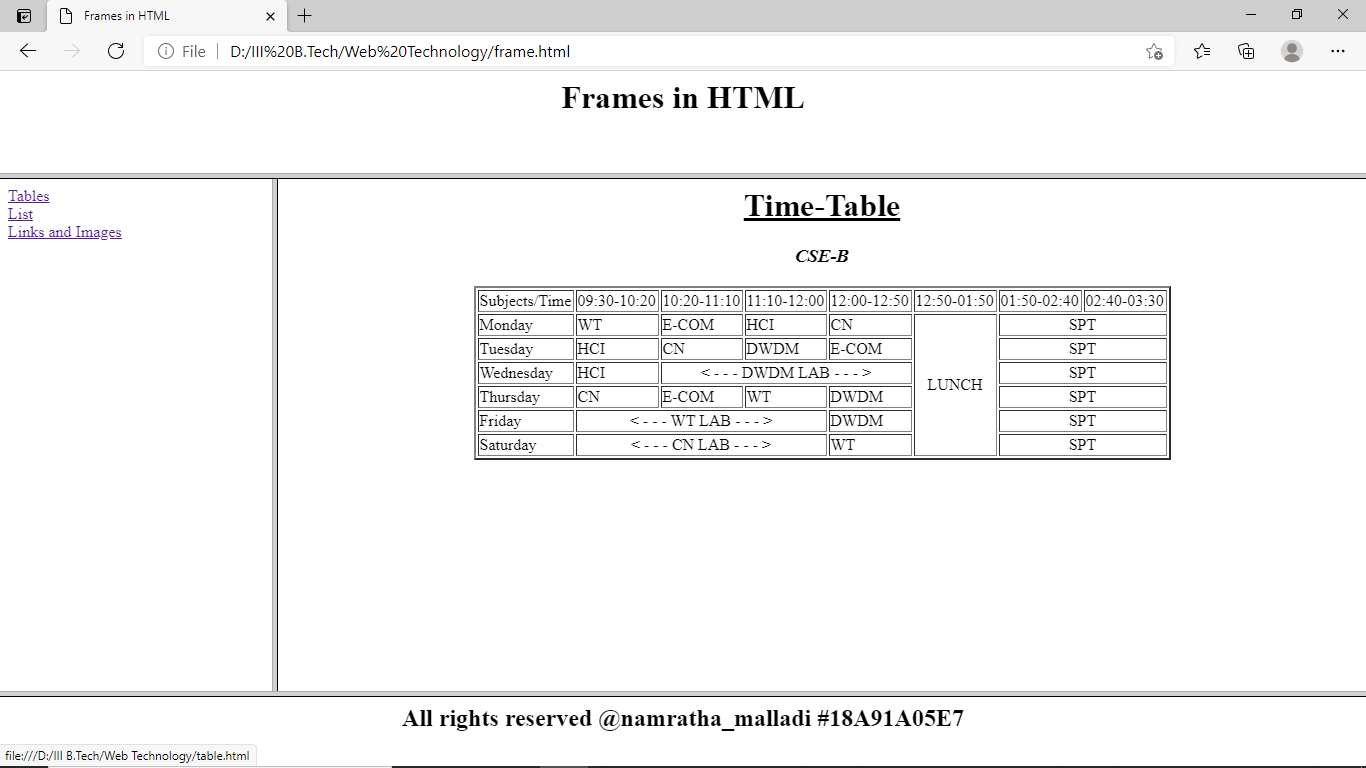 Frames in HTML
File D:/III%20B.Tech/Web%20Technology/frame.html
Frames in HTML
Tables
List
Links and Images
Time-Table
CSE-B
Subjects/Time 09:30-10:20 10:20-11:10 11:10-12:00 12:00-12:50 12:50-01:50 01:50-02:40 02:40-03:30
Monday WT E-COM HCI CN SPT
Tuesday HCI CN DWDM E-COM SPT
Wednesday HCI < - - - DWDM LAB - - - > SPT
LUNCH
Thursday CN E-COM WT DWDM SPT
Friday < - - - WT LAB - - - > DWDM SPT
Saturday < - - - CN LAB - - - > WT SPT
All rights reserved @namratha_malladi #18A91A05E7
file:///D:/III B.Tech/Web Technology/table.html